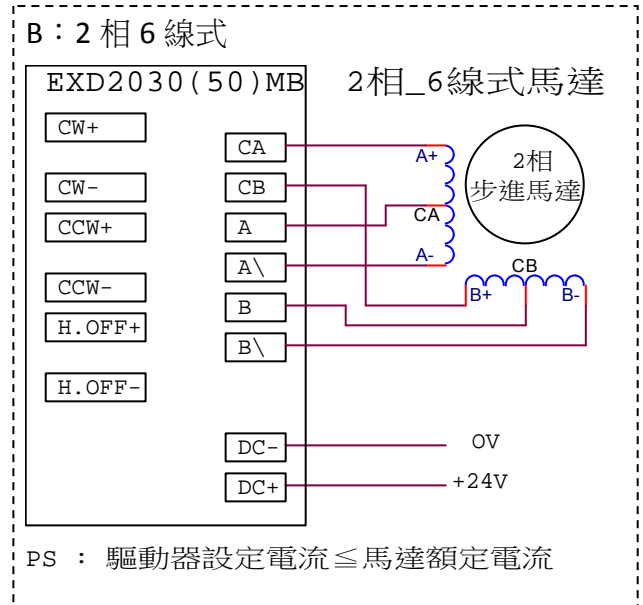 B：2相6線式
EXD2030(50)MB
2相_6線式馬達
CW+
CW-
CCW+
CCW-
H.OFF+
H.OFF-
CA
CB
A
A\
B
B\
DC-
DC+
A+
CA
A-
2相
步進馬達
CB
B+
B-
0V
+24V
PS : 驅動器設定電流≦馬達額定電流